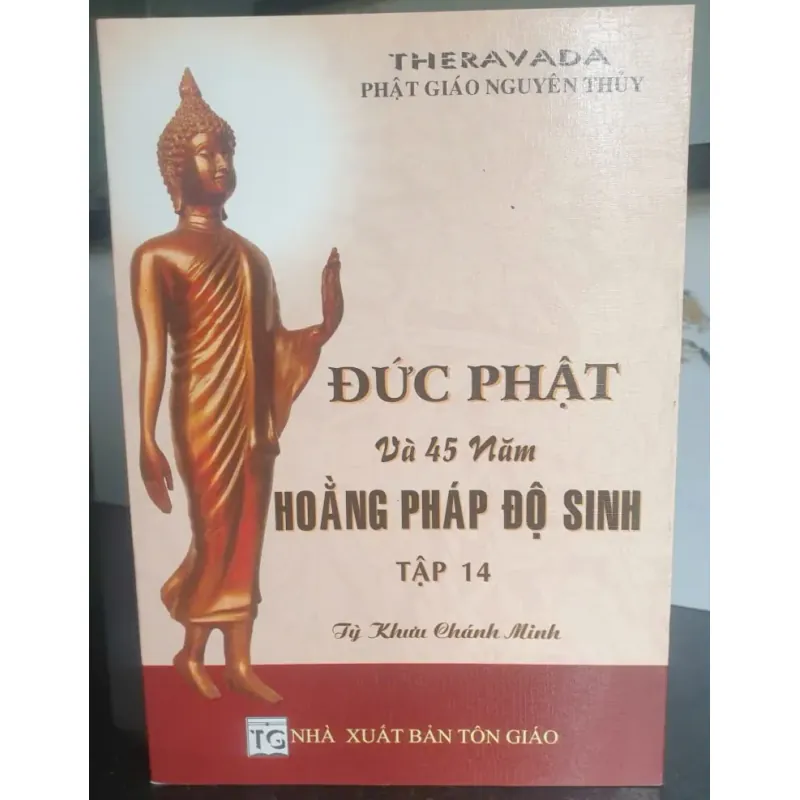 THERAVADA
PHẬT GIÁO NGUYÊN THỦY
ĐỨC PHẬT
Và 45 Năm
HOẰNG PHÁP ĐỘ SINH
TẬP 14
Tỳ Khưu Chánh Minh
TG NHÀ XUẤT BẢN TÔN GIÁO